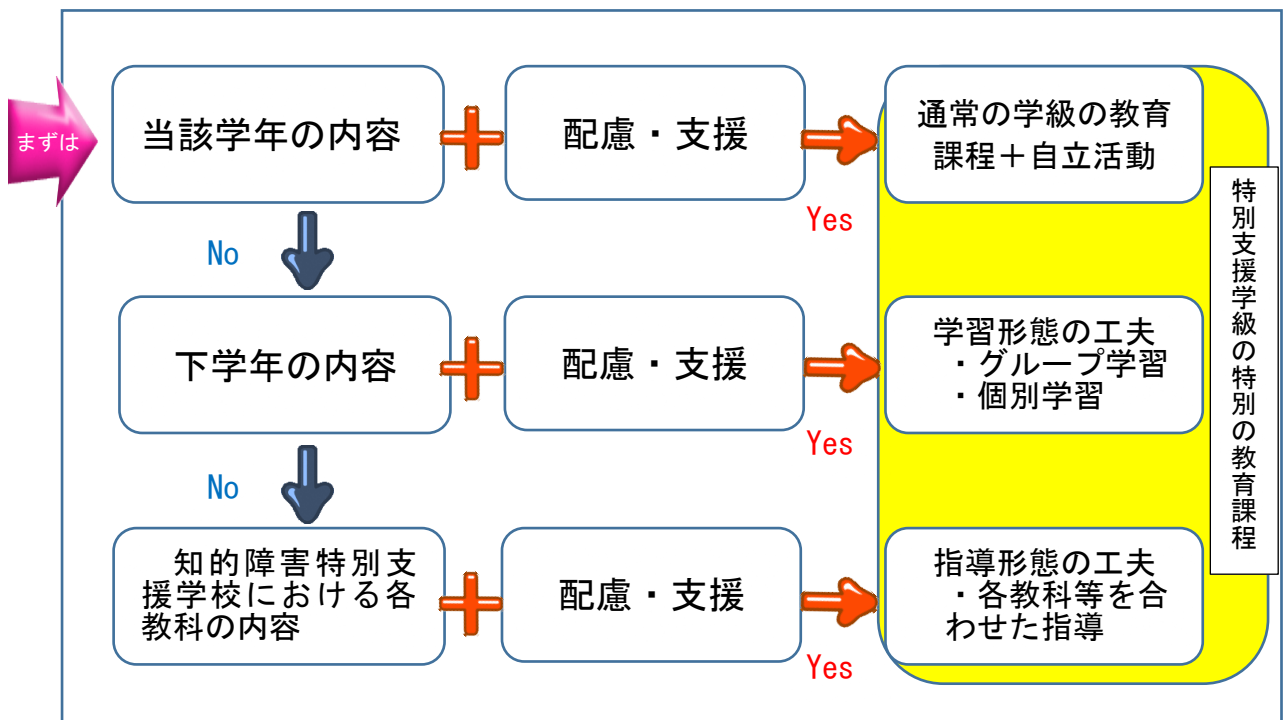 まずは
当該学年の内容
配慮・支援
通常の学級の教育
課程＋自立活動
Yes
No
下学年の内容
配慮・支援
学習形態の工夫
・グループ学習
・個別学習
Yes
No
知的障害特別支
援学校における各
教科の内容
配慮・支援
指導形態の工夫
・各教科等を合
わせた指導
Yes
特別支援学級の特別の教育課程